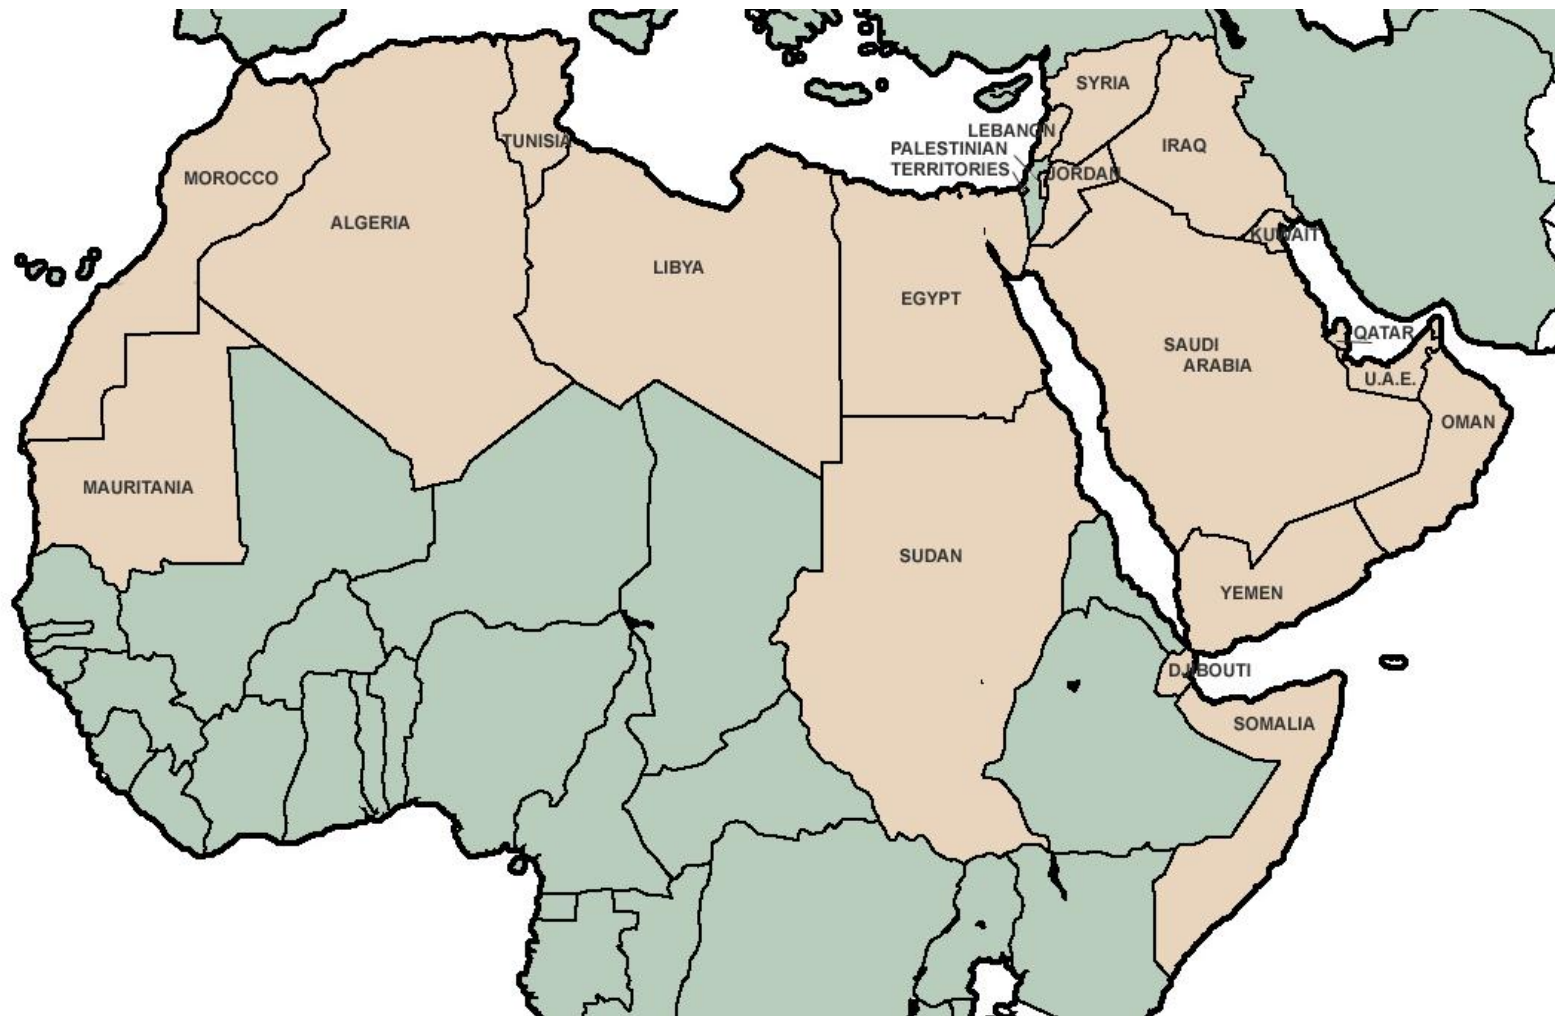 SYRIA
LEBANON
PALESTINIAN
TERRITORIES
JORDAN
IRAQ
TUNISIA
MOROCCO
ALGERIA
KUWAIT
LIBYA
EGYPT
QATAR
SAUDI
ARABIA
U.A.E.
OMAN
MAURITANIA
SUDAN
YEMEN
DJIBOUTI
SOMALIA